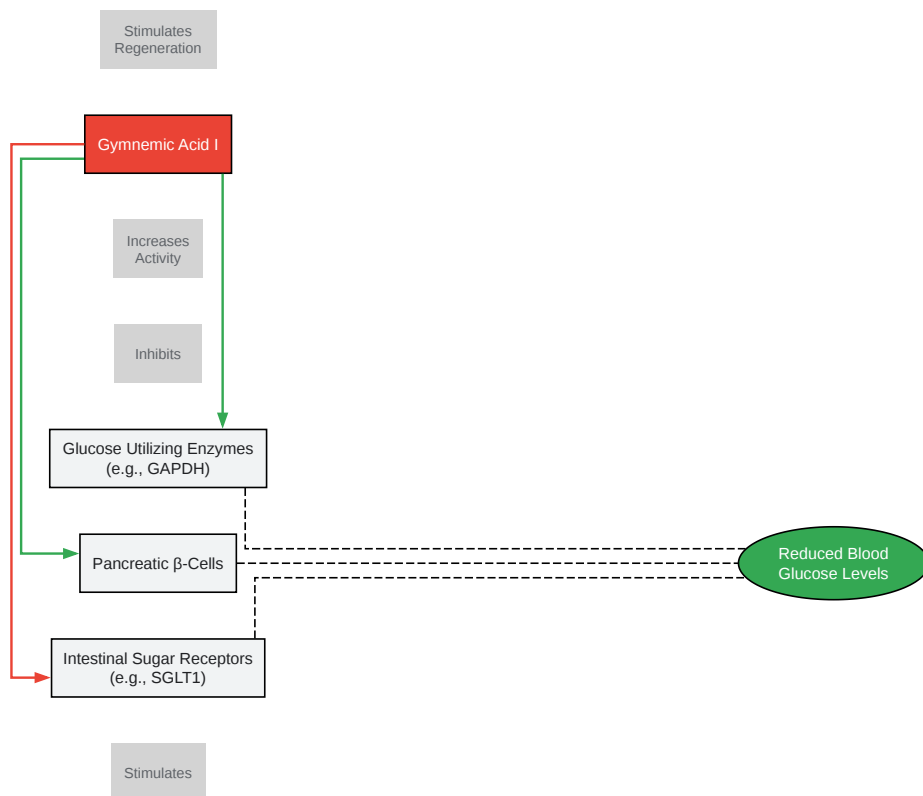 Stimulates
Regeneration
Gymnemic Acid I
Increases
Activity
Inhibits
Glucose Utilizing Enzymes
(e.g., GAPDH)
Pancreatic β-Cells
Reduced Blood
Glucose Levels
Intestinal Sugar Receptors
(e.g., SGLT1)
Stimulates